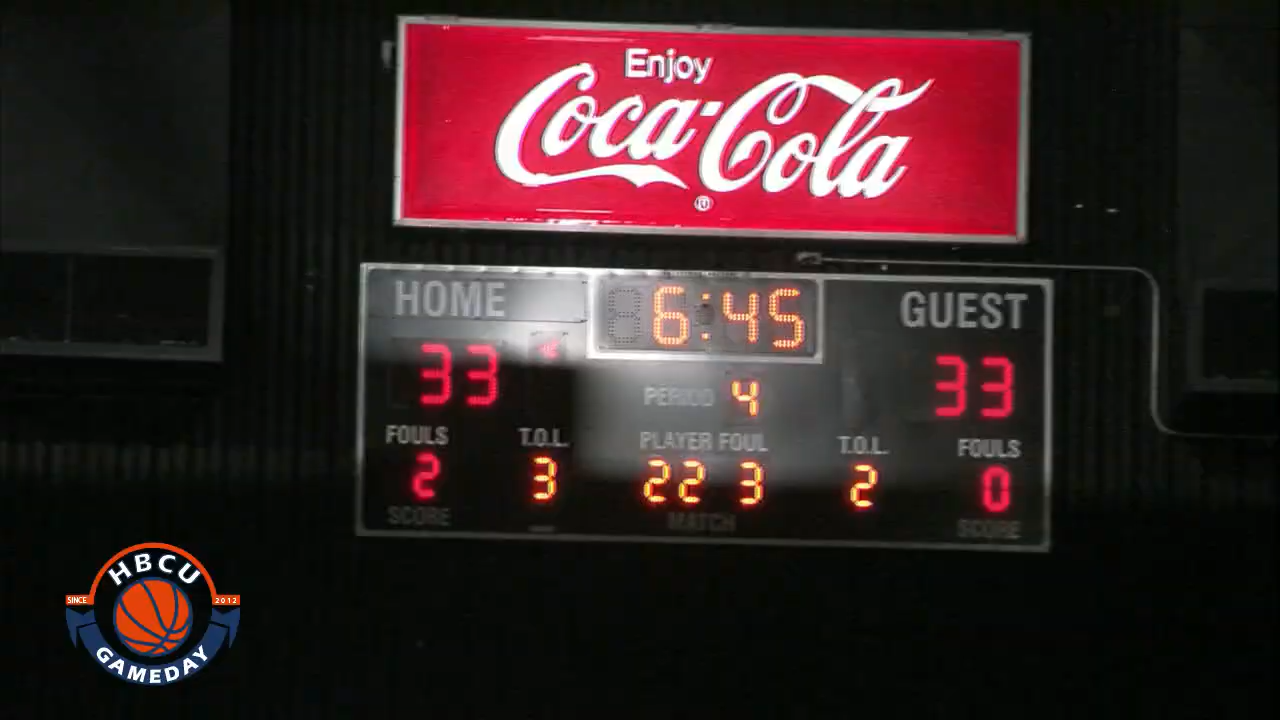 Enjoy
Coca-Cola
®
HOME
6:45
GUEST
33
33
PERIOD 4
FOULS
T.O.L.
PLAYER FOUL
T.O.L.
FOULS
2
3
22 3
2
0
SCORE
MATCH
SCORE
HBCU
SINCE
2012
GAMEDAY